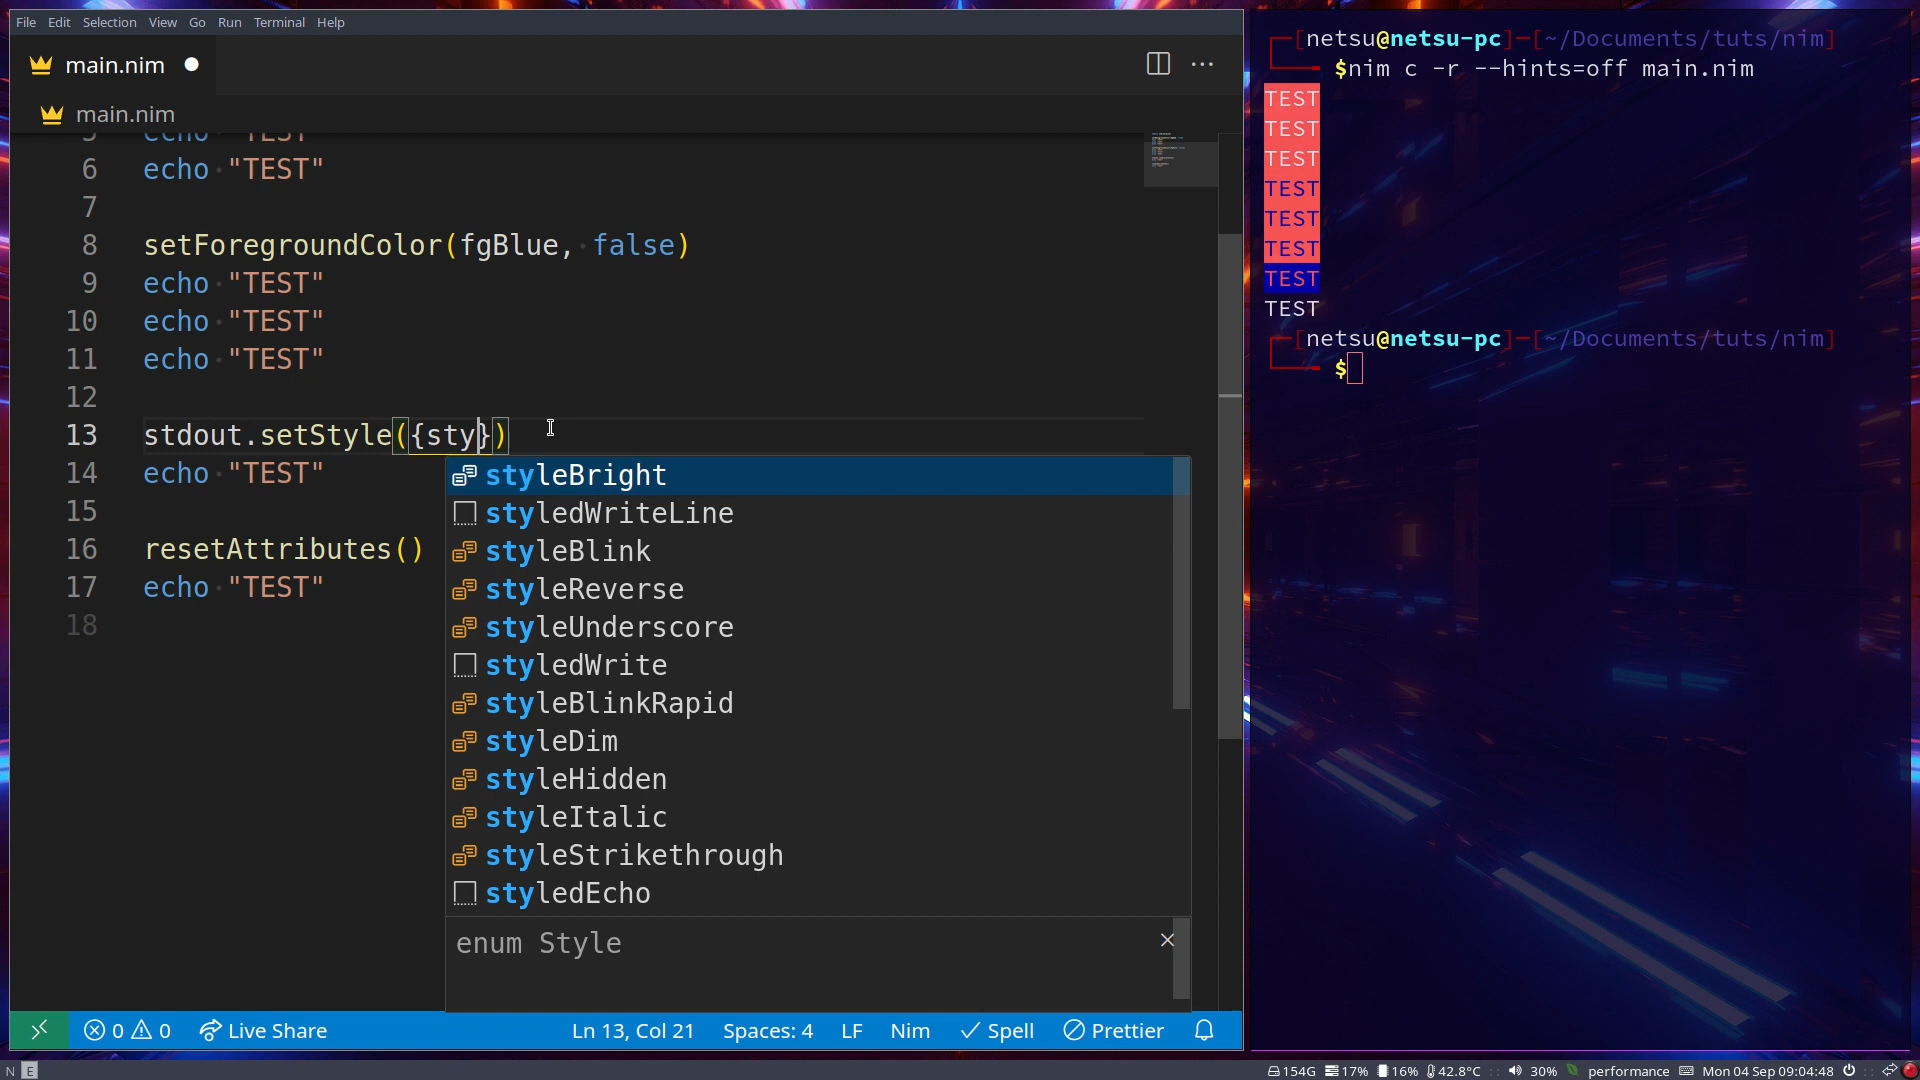 File Edit Selection View Go Run Terminal Help
main.nim
main.nim
5 echo "TEST"
6 echo "TEST"
7
8 setForegroundColor(fgBlue, false)
9 echo "TEST"
10 echo "TEST"
11 echo "TEST"
12
13 stdout.setStyle({sty})
14 echo "TEST"
15
16 resetAttributes()
17 echo "TEST"
18
styleBright
styledWriteLine
styleBlink
styleReverse
styleUnderscore
styledWrite
styleBlinkRapid
styleDim
styleHidden
styleItalic
styleStrikethrough
styledEcho
enum Style
0 0 Live Share Ln 13, Col 21 Spaces: 4 LF Nim Spell Prettier
[netsu@netsu-pc]-[~/Documents/tuts/nim]
$nim c -r --hints=off main.nim
TEST
TEST
TEST
TEST
TEST
TEST
TEST
TEST
[netsu@netsu-pc]-[~/Documents/tuts/nim]
$
N E 154G 17% 16% 42.8°C :: 30% performance Mon 04 Sep 09:04:48 ::